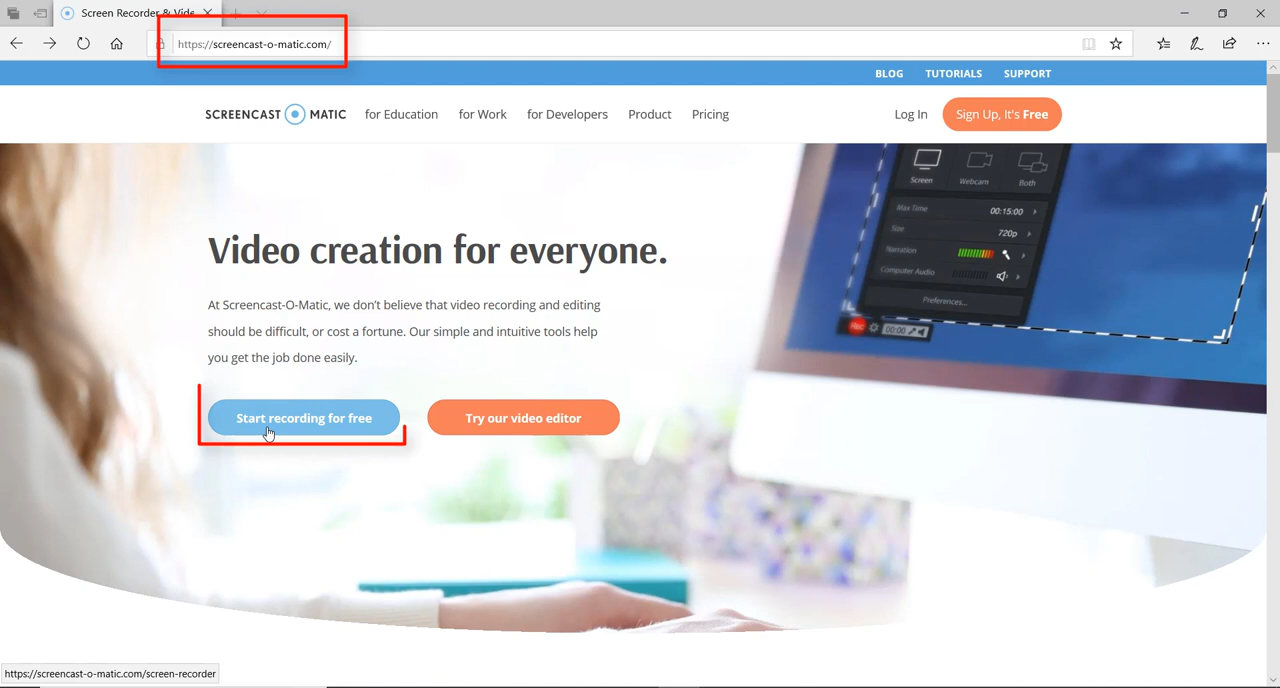 Screen Recorder & Vide
https://screencast-o-matic.com/
BLOG TUTORIALS SUPPORT
SCREENCAST O MATIC for Education for Work for Developers Product Pricing Log In Sign Up, It's Free
Screen Webcam Both
Max Time 00:15:00
Size 720p
Narration
Computer Audio
Preferences...
Rec 00:00
Video creation for everyone.
At Screencast-O-Matic, we don't believe that video recording and editing
should be difficult, or cost a fortune. Our simple and intuitive tools help
you get the job done easily.
Start recording for free Try our video editor
https://screencast-o-matic.com/screen-recorder